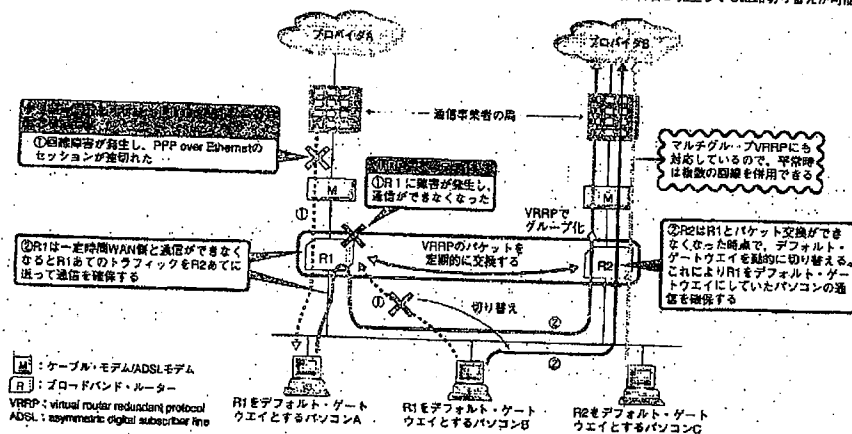 プロバイダA
プロバイダB
通信事業者の局
①回線障害が発生し、PPP over Ethernetの
セッションが途切れた
①R1に障害が発生し、
通信ができなくなった
マルチグループVRRPにも
対応しているので、平常時
は複数の回線を併用できる
M
M
①
VRRPで
グループ化
②R1は一定時間WAN側と通信ができなく
なるとR1あてのトラフィックをR2あてに
送って通信を確保する
R1
VRRPのパケットを
定期的に交換する
R2
②R2はR1とパケット交換ができ
なくなった時点で、デフォルト・
ゲートウエイを動的に切り替える。
これによりR1をデフォルト・ゲー
トウエイにしていたパソコンの通
信を確保する
①
切り替え
②
②
M:ケーブル・モデム/ADSLモデム
R:ブロードバンド・ルーター
VRRP:virtual router redundant protocol
ADSL:asymmetric digital subscriber line
R1をデフォルト・ゲート
ウエイとするパソコンA
R1をデフォルト・ゲート
ウエイとするパソコンB
R2をデフォルト・ゲート
ウエイとするパソコンC